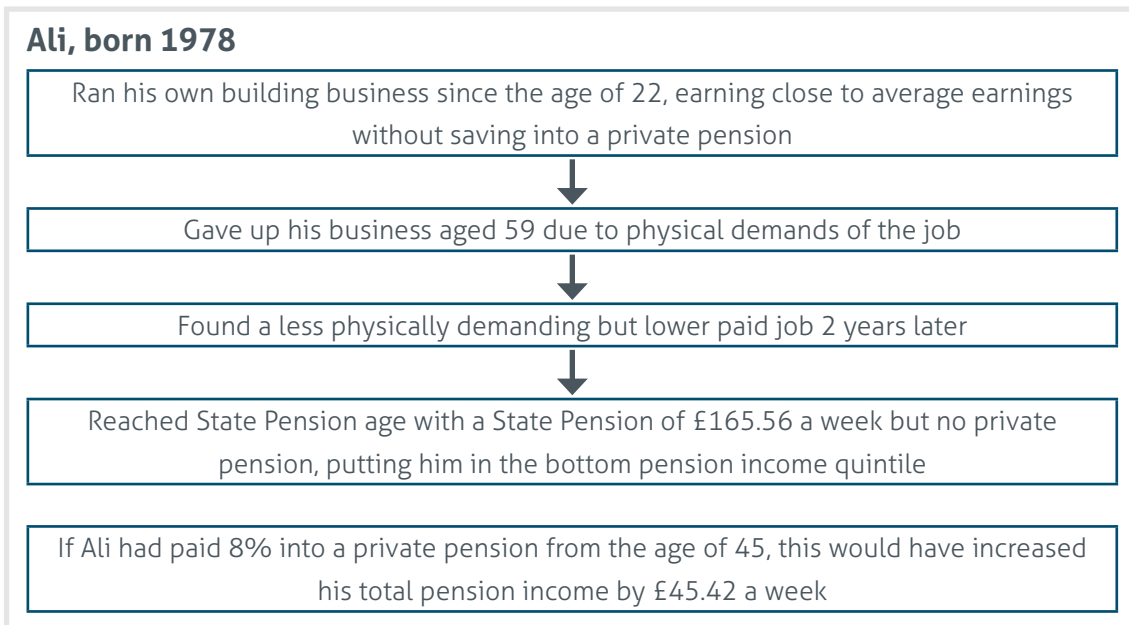 Ali, born 1978
Ran his own building business since the age of 22, earning close to average earnings
without saving into a private pension
Gave up his business aged 59 due to physical demands of the job
Found a less physically demanding but lower paid job 2 years later
Reached State Pension age with a State Pension of £165.56 a week but no private
pension, putting him in the bottom pension income quintile
If Ali had paid 8% into a private pension from the age of 45, this would have increased
his total pension income by £45.42 a week